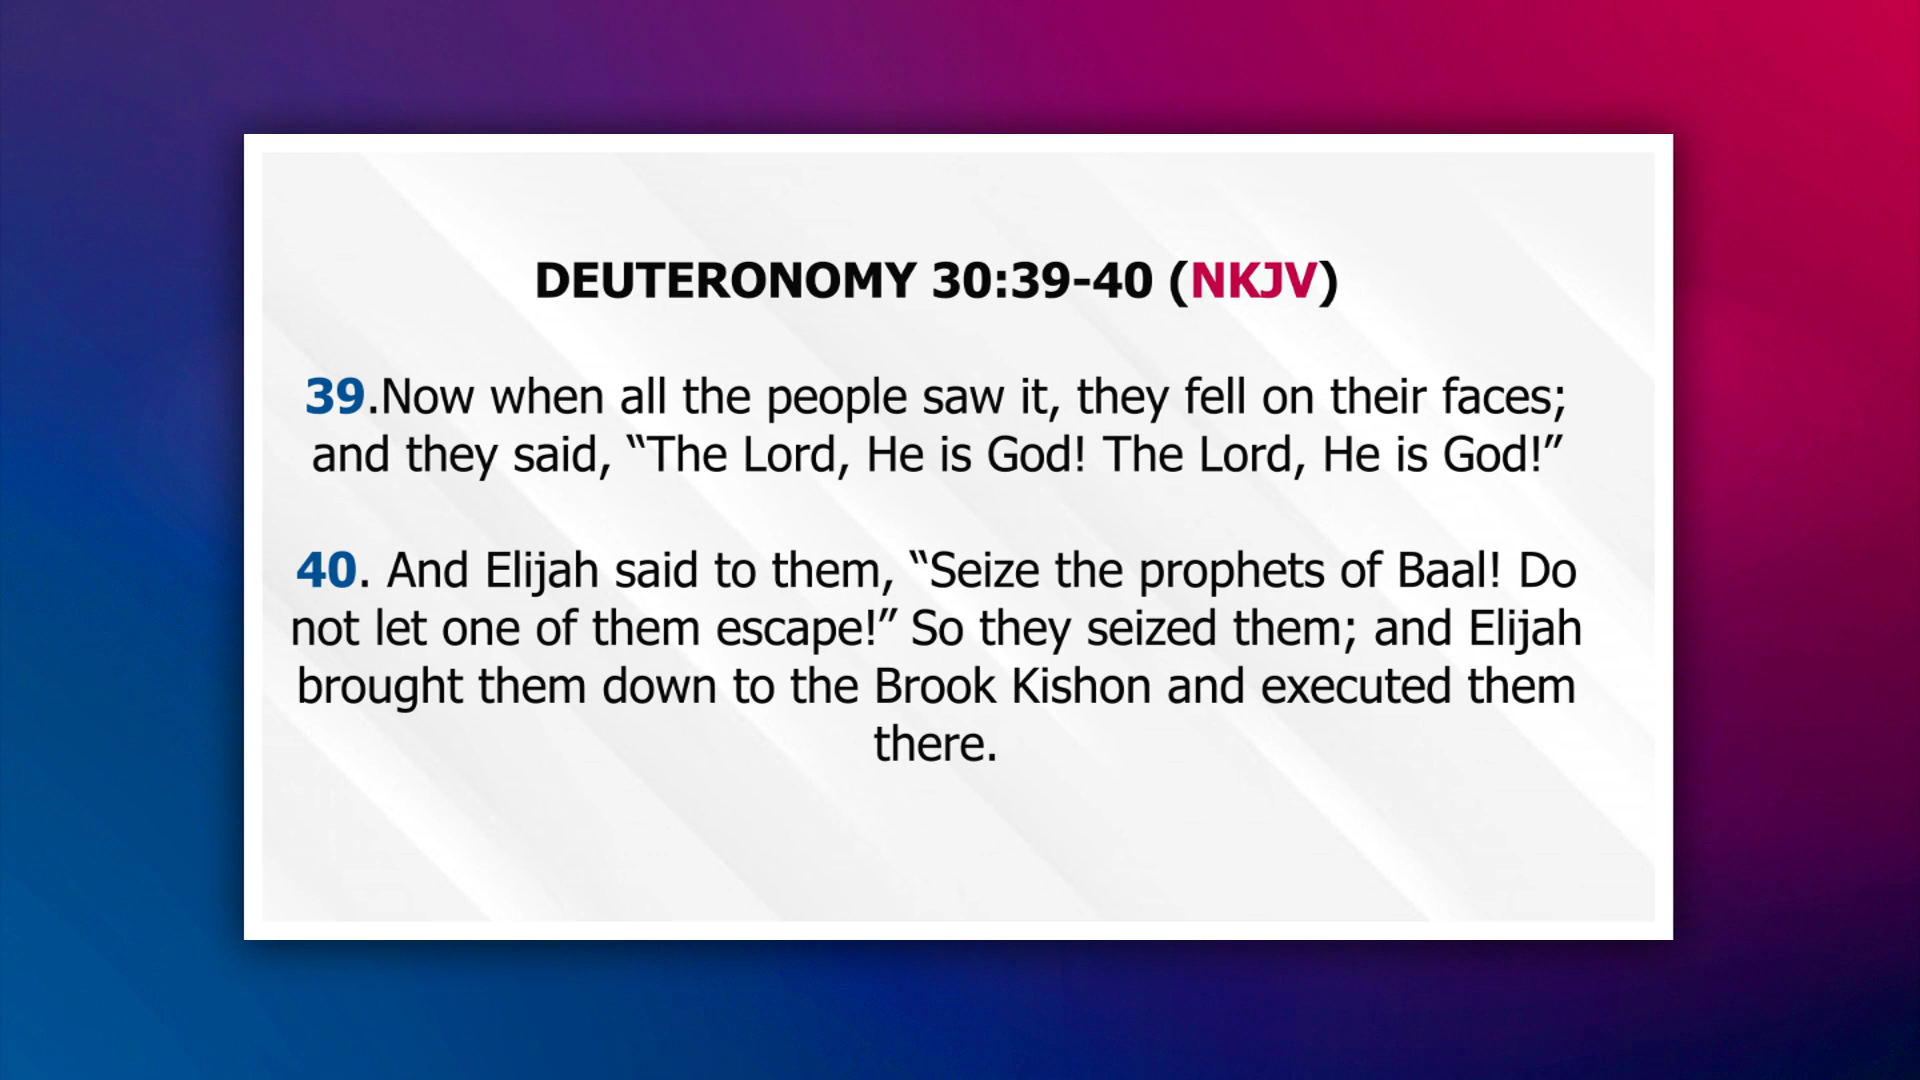 DEUTERONOMY 30:39-40 (NKJV)
39.Now when all the people saw it, they fell on their faces;
and they said, “The Lord, He is God! The Lord, He is God!”
40. And Elijah said to them, “Seize the prophets of Baal! Do
not let one of them escape!” So they seized them; and Elijah
brought them down to the Brook Kishon and executed them
there.